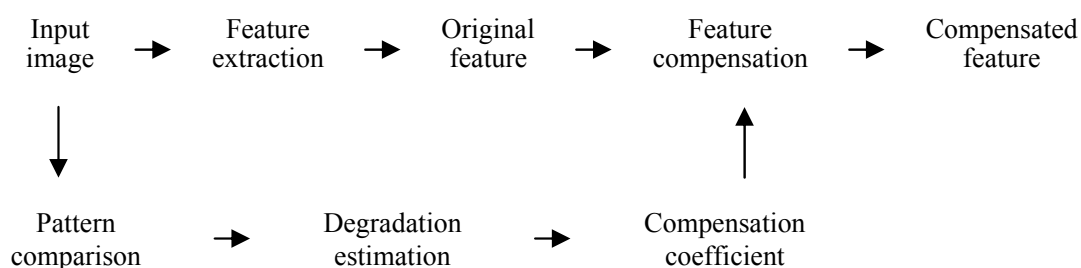 Input image
Feature extraction
Original feature
Feature compensation
Compensated feature
Pattern comparison
Degradation estimation
Compensation coefficient